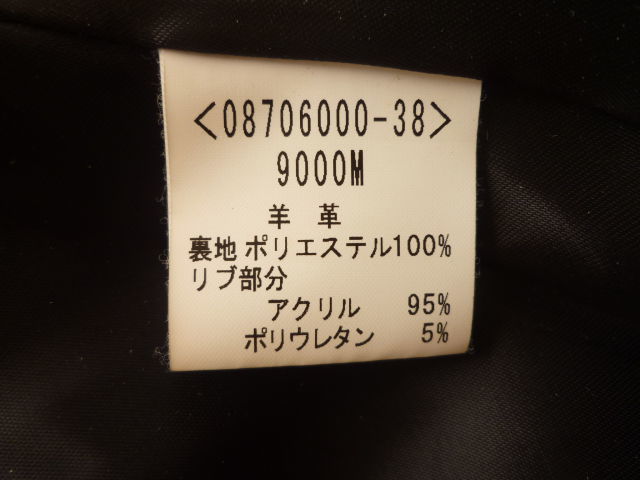 <08706000-38>
9000M
羊 革
裏地 ポリエステル100%
リブ部分
アクリル 95%
ポリウレタン 5%